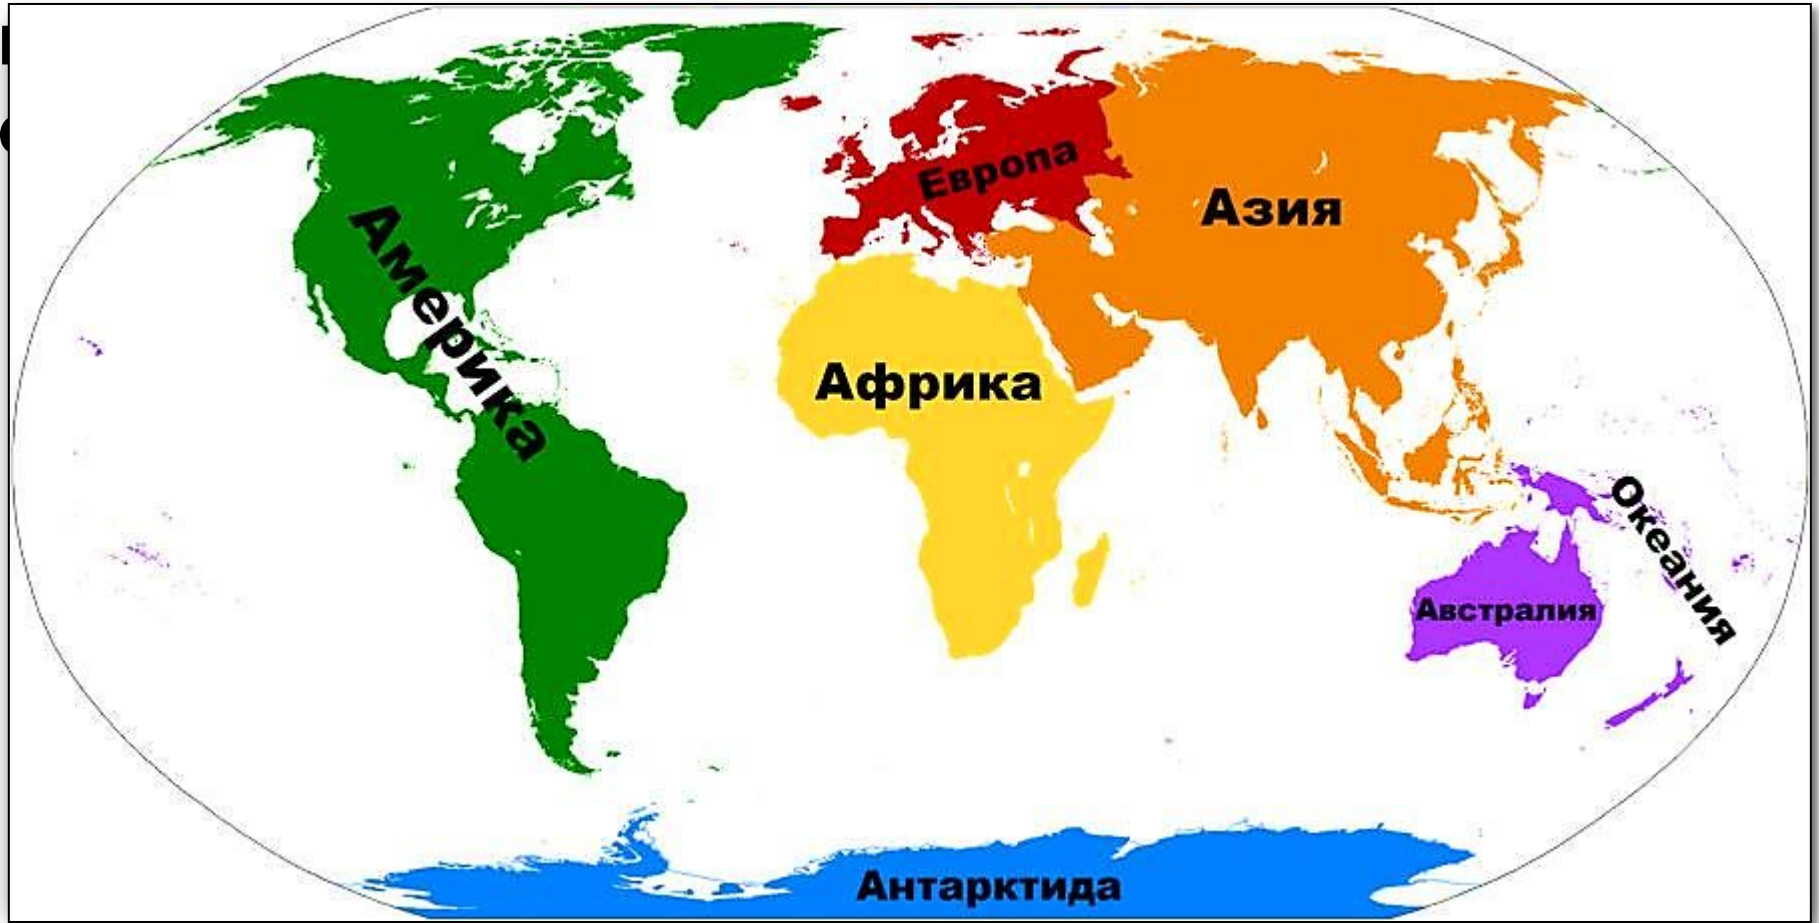 Европа
Азия
Америка
Африка
Океания
Австралия
Антарктида